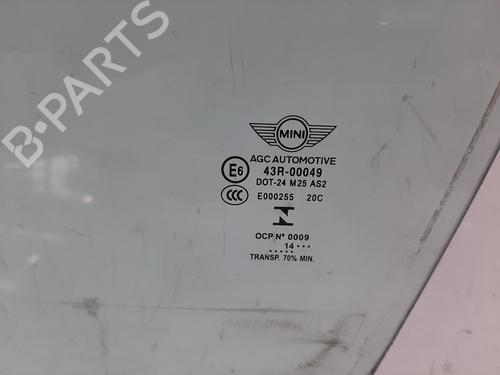 B-PARTS
MINI
AGC AUTOMOTIVE
E6 43R-00049
DOT-24 M25 AS2
CCC E000255 20C
N
OCP Nº 0009
14...
.....
TRANSP. 70% MIN.